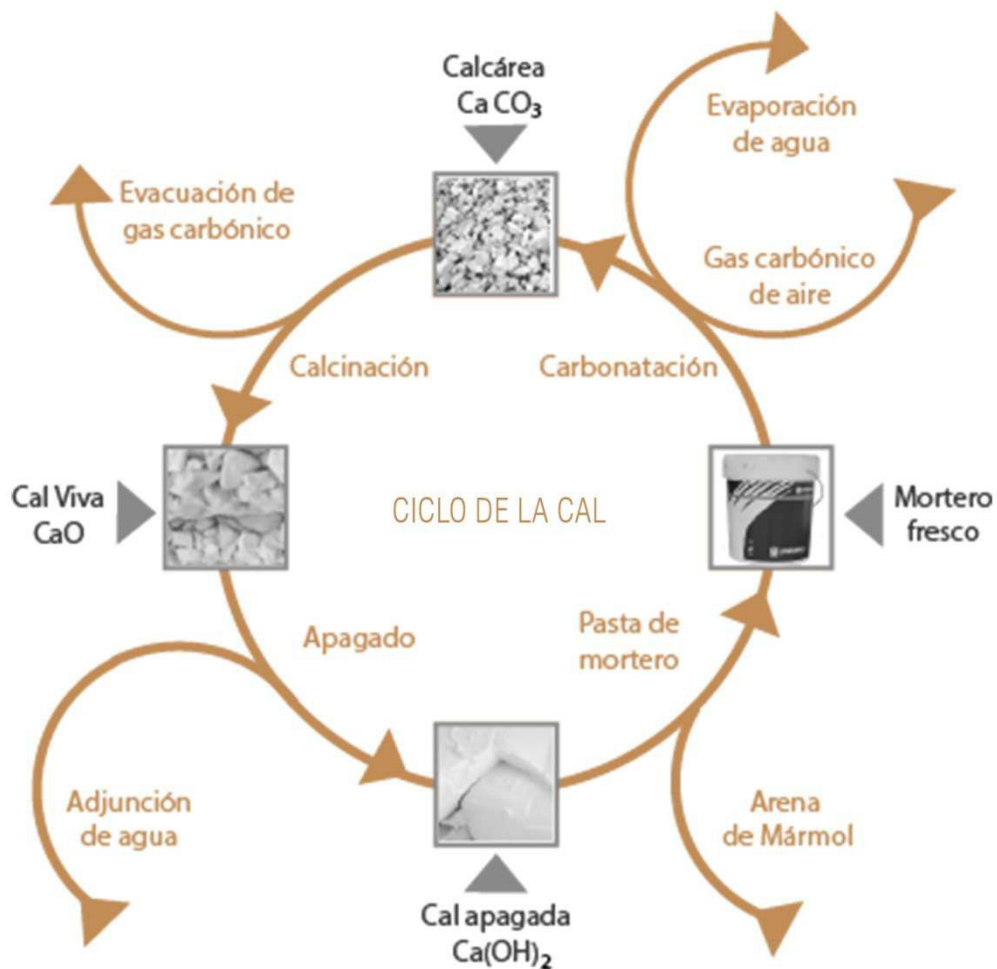 Calcárea
Ca CO₃
Evaporación
de agua
Evacuación de
gas carbónico
Gas carbónico
de aire
Calcinación
Carbonatación
Cal Viva
CaO
CICLO DE LA CAL
Mortero
fresco
Apagado
Pasta de
mortero
Adjunción
de agua
Arena
de Mármol
Cal apagada
Ca(OH)₂